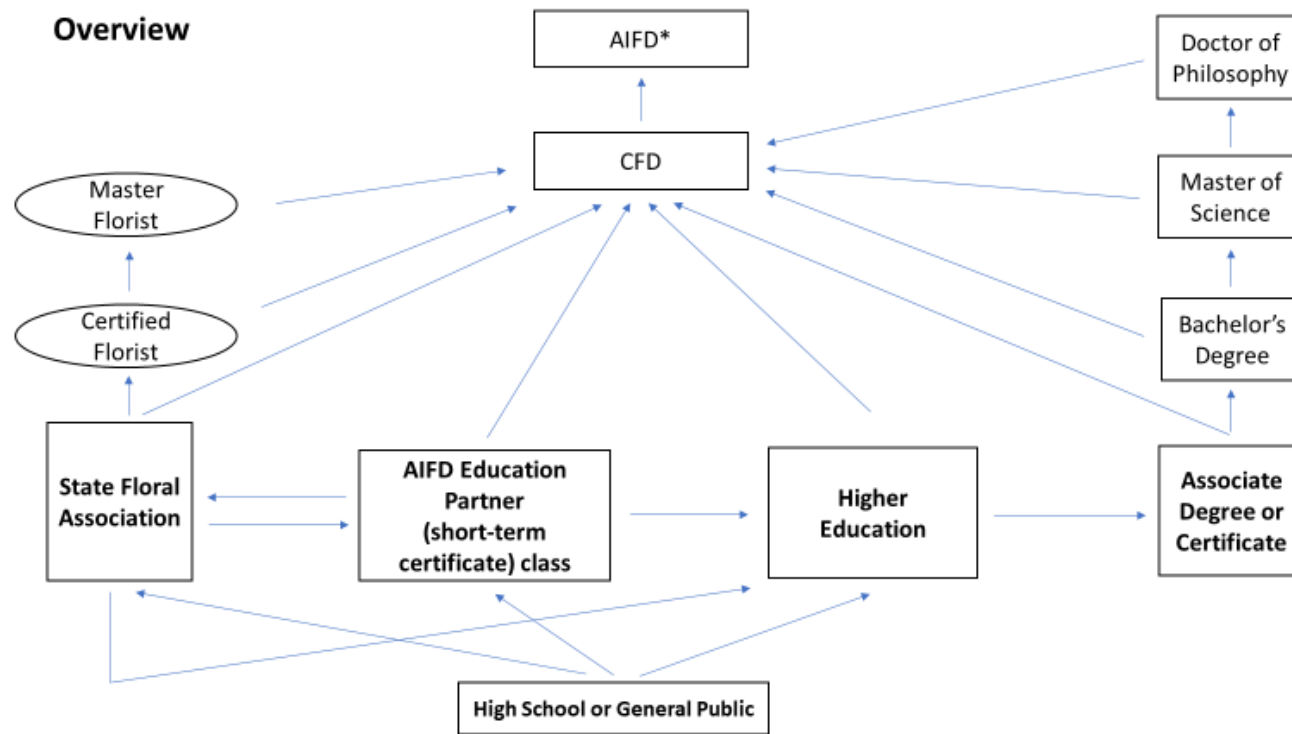 Overview
AIFD*
Doctor of
Philosophy
CFD
Master
Florist
Master of
Science
Certified
Florist
Bachelor’s
Degree
State Floral
Association
AIFD Education
Partner
(short-term
certificate) class
Higher
Education
Associate
Degree or
Certificate
High School or General Public